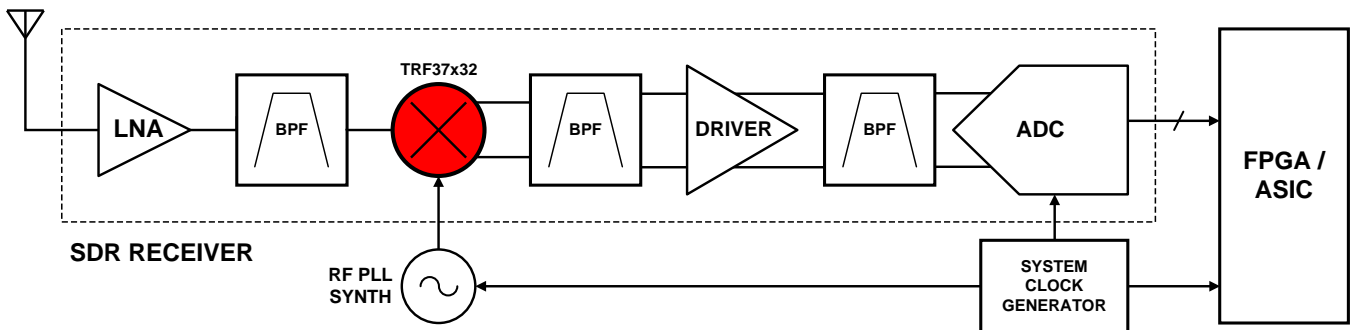 TRF37x32
LNA
BPF
BPF
DRIVER
BPF
ADC
FPGA /
ASIC
SDR RECEIVER
RF PLL
SYNTH
SYSTEM
CLOCK
GENERATOR